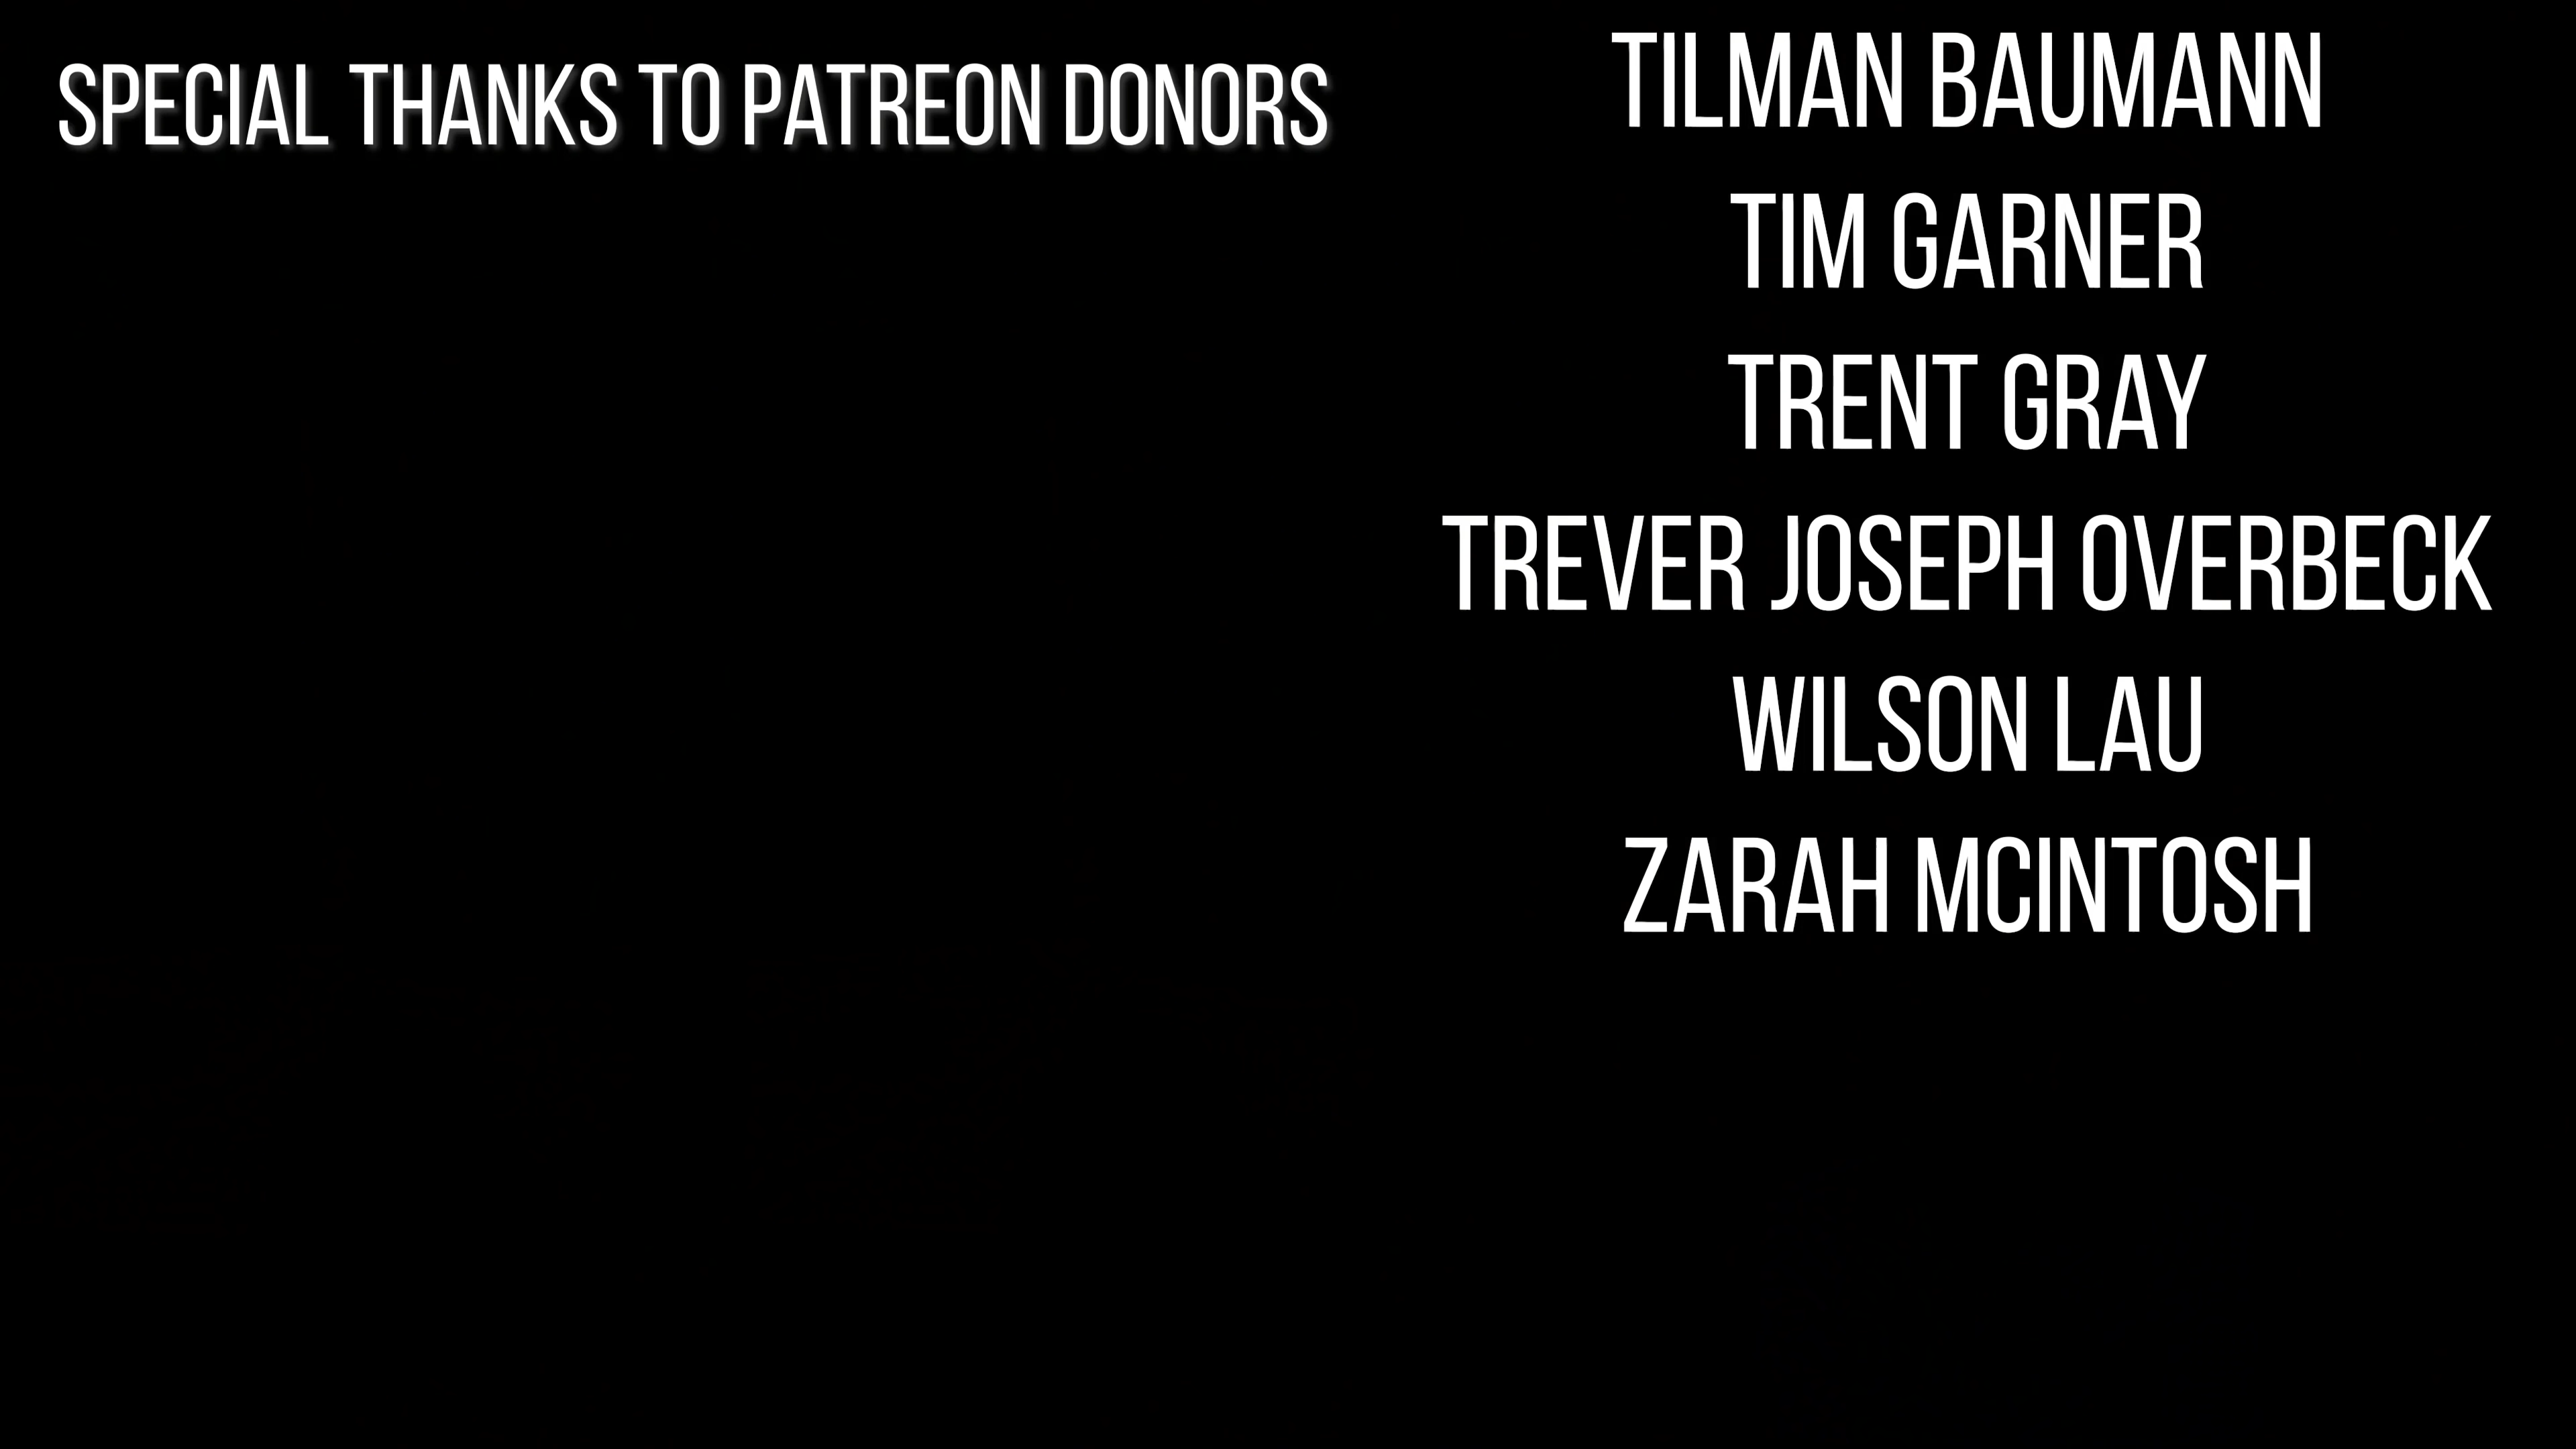 SPECIAL THANKS TO PATREON DONORS
TILMAN BAUMANN
TIM GARNER
TRENT GRAY
TREVER JOSEPH OVERBECK
WILSON LAU
ZARAH MCINTOSH